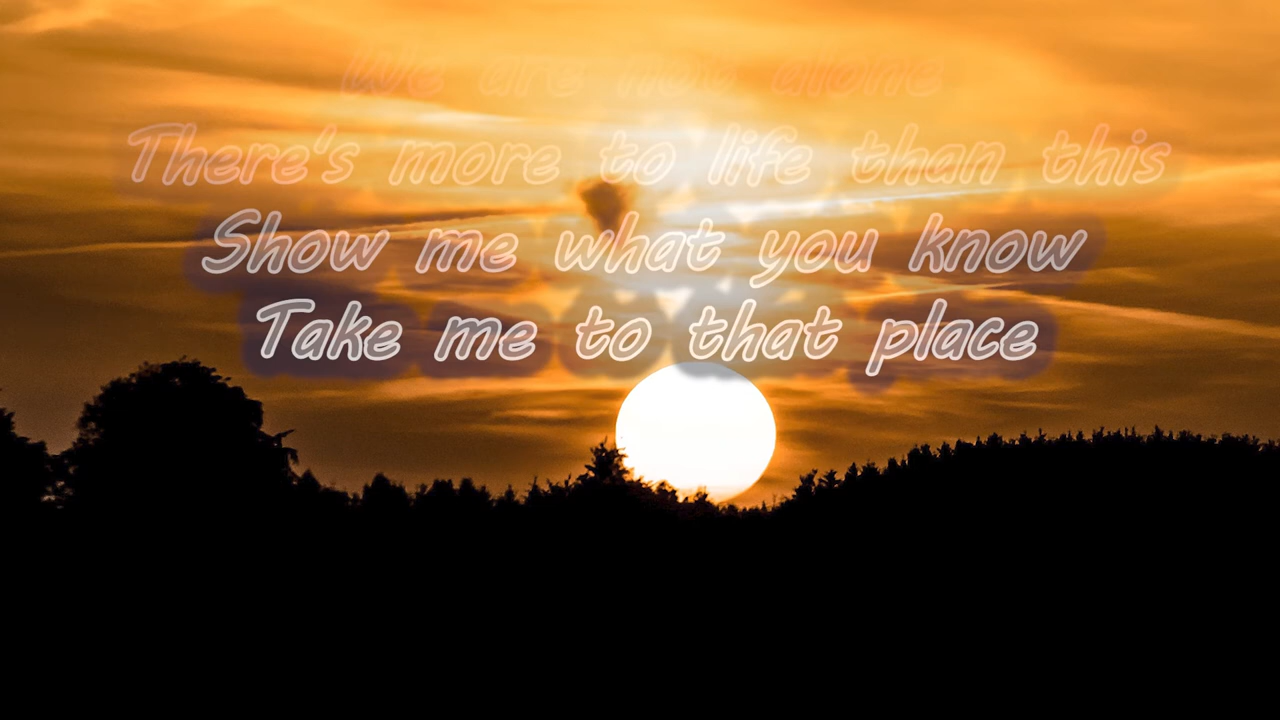 We are not alone
There's more to life than this
Show me what you know
Take me to that place